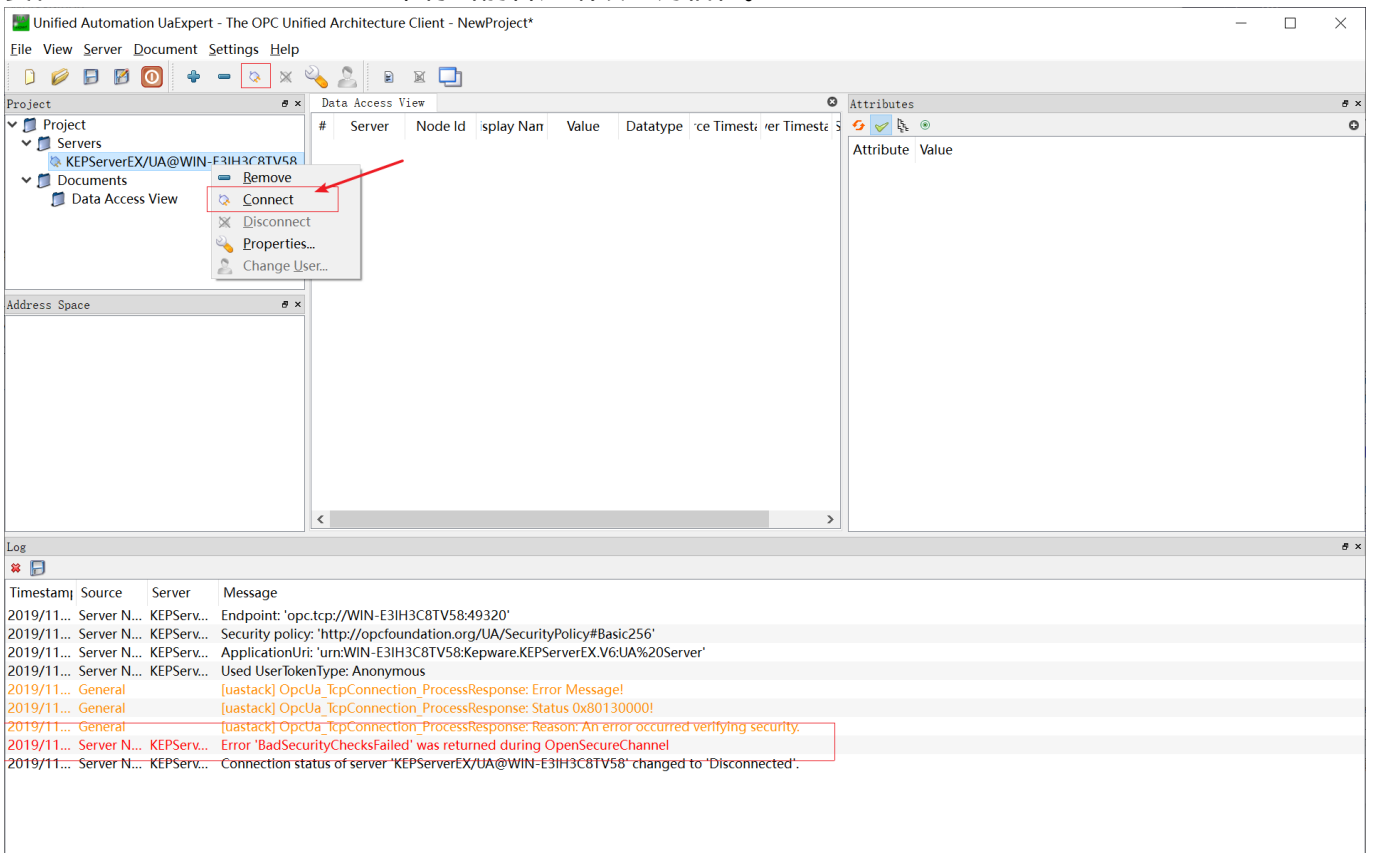 Unified Automation UaExpert - The OPC Unified Architecture Client - NewProject*
File View Server Document Settings Help
Project
Data Access View
Attributes
Project
Servers
KEPServerEX/UA@WIN-E3IH3C8TV58
Documents
Data Access View
Remove
Connect
Disconnect
Properties...
Change User...
# Server Node Id isplay Nan Value Datatype rce Timesta ver Timesta S
Attribute Value
Address Space
Log
Timestamp Source Server Message
2019/11... Server N... KEPServ... Endpoint: 'opc.tcp://WIN-E3IH3C8TV58:49320'
2019/11... Server N... KEPServ... Security policy: 'http://opcfoundation.org/UA/SecurityPolicy#Basic256'
2019/11... Server N... KEPServ... ApplicationUri: 'urn:WIN-E3IH3C8TV58:Kepware.KEPServerEX.V6:UA%20Server'
2019/11... Server N... KEPServ... Used UserTokenType: Anonymous
2019/11... General [uastack] OpcUa_TcpConnection_ProcessResponse: Error Message!
2019/11... General [uastack] OpcUa_TcpConnection_ProcessResponse: Status 0x80130000!
2019/11... General [uastack] OpcUa_TcpConnection_ProcessResponse: Reason: An error occurred verifying security.
2019/11... Server N... KEPServ... Error 'BadSecurityChecksFailed' was returned during OpenSecureChannel
2019/11... Server N... KEPServ... Connection status of server 'KEPServerEX/UA@WIN-E3IH3C8TV58' changed to 'Disconnected'.